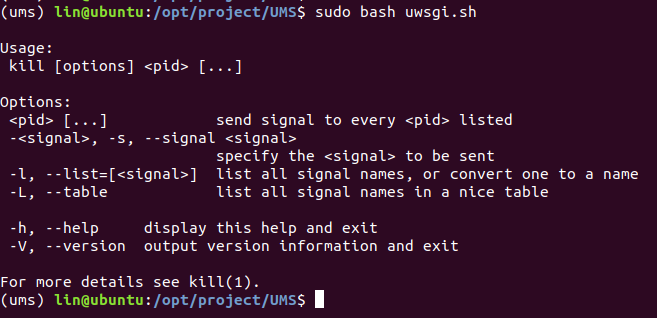 (ums) lin@ubuntu:/opt/project/UMS$ sudo bash uwsgi.sh
Usage:
kill [options] <pid> [...]
Options:
<pid> [...]            send signal to every <pid> listed
-<signal>, -s, --signal <signal>
specify the <signal> to be sent
-l, --list=[<signal>]  list all signal names, or convert one to a name
-L, --table            list all signal names in a nice table
-h, --help     display this help and exit
-V, --version  output version information and exit
For more details see kill(1).
(ums) lin@ubuntu:/opt/project/UMS$